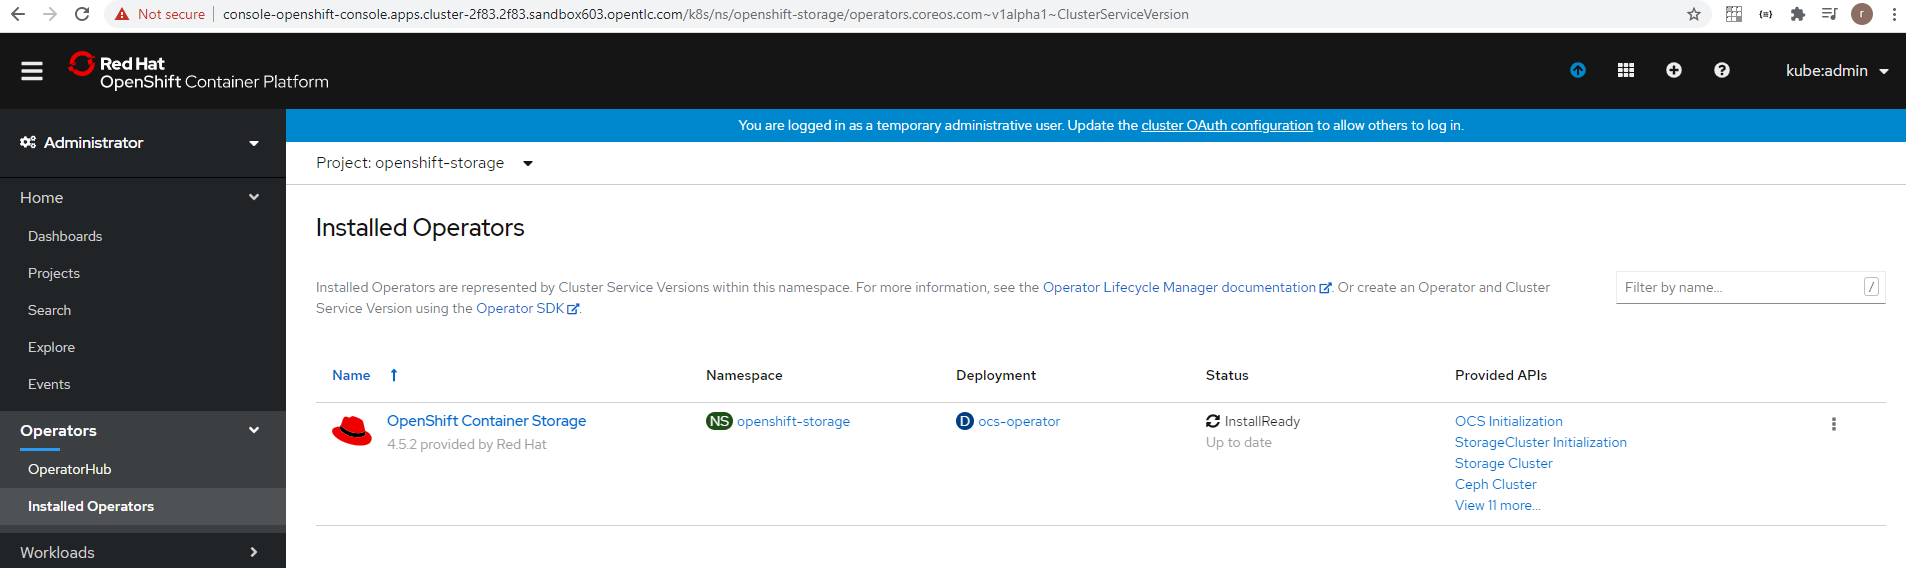 Not secure console-openshift-console.apps.cluster-2f83.2f83.sandbox603.opentlc.com/k8s/ns/openshift-storage/operators.coreos.com~v1alpha1~ClusterServiceVersion
r
Red Hat
OpenShift Container Platform
kube:admin
Administrator
You are logged in as a temporary administrative user. Update the cluster OAuth configuration to allow others to log in.
Project: openshift-storage
Home
Dashboards
Projects
Search
Explore
Events
Operators
OperatorHub
Installed Operators
Workloads
Installed Operators
Installed Operators are represented by Cluster Service Versions within this namespace. For more information, see the Operator Lifecycle Manager documentation. Or create an Operator and Cluster
Service Version using the Operator SDK.
Filter by name... /
Name Namespace Deployment Status Provided APIs
OpenShift Container Storage
4.5.2 provided by Red Hat
NS openshift-storage
D ocs-operator
InstallReady
Up to date
OCS Initialization
StorageCluster Initialization
Storage Cluster
Ceph Cluster
View 11 more...